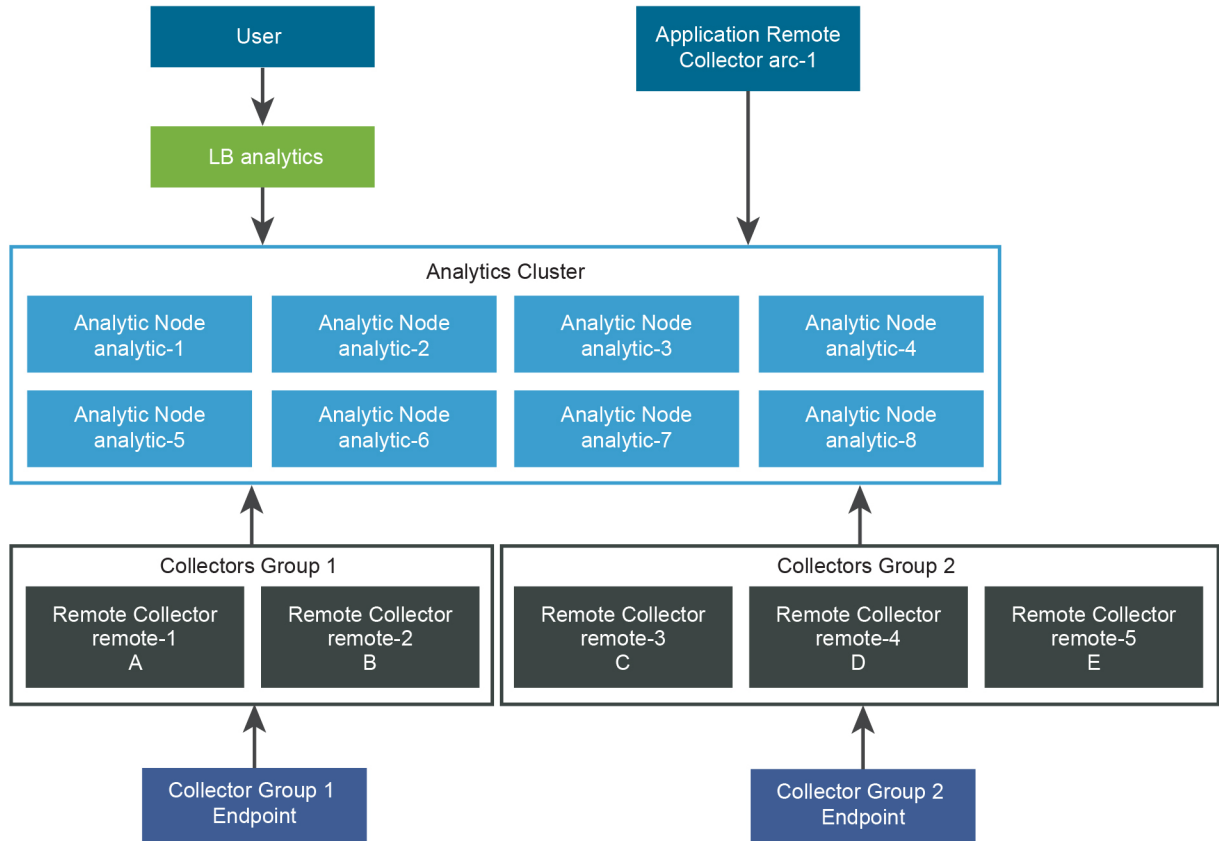 User
Application Remote
Collector arc-1
LB analytics
Analytics Cluster
Analytic Node
analytic-1
Analytic Node
analytic-2
Analytic Node
analytic-3
Analytic Node
analytic-4
Analytic Node
analytic-5
Analytic Node
analytic-6
Analytic Node
analytic-7
Analytic Node
analytic-8
Collectors Group 1
Remote Collector
remote-1
A
Remote Collector
remote-2
B
Collectors Group 2
Remote Collector
remote-3
C
Remote Collector
remote-4
D
Remote Collector
remote-5
E
Collector Group 1
Endpoint
Collector Group 2
Endpoint